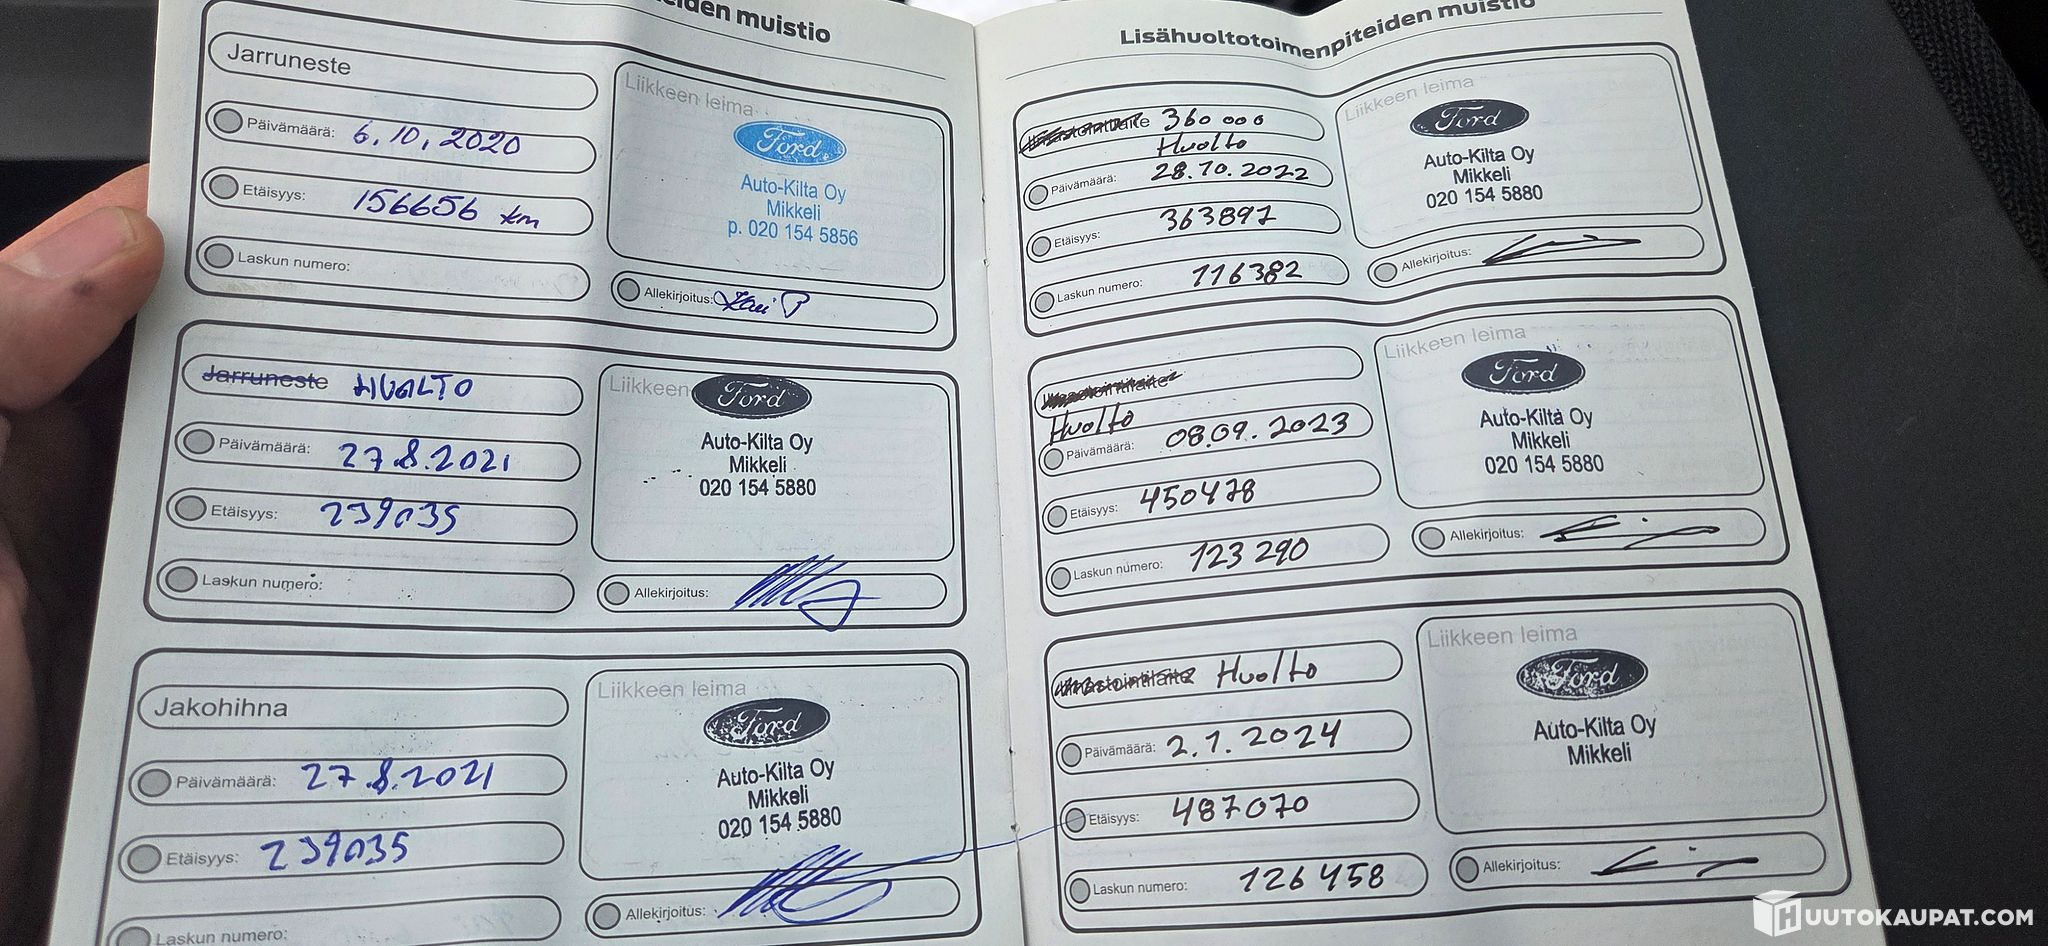 eiden muistio
Jarruneste
Päivämäärä: 6.10.2020
Etäisyys: 156656 km
Laskun numero:
Liikkeen leima
Ford
Auto-Kilta Oy
Mikkeli
p. 020 154 5856
Allekirjoitus:
Jarruneste HUOLTO
Päivämäärä: 27.8.2021
Etäisyys: 239035
Laskun numero:
Liikkeen
Ford
Auto-Kilta Oy
Mikkeli
020 154 5880
Allekirjoitus:
Jakohihna
Päivämäärä: 27.8.2021
Etäisyys: 239035
Laskun numero:
Liikkeen leima
Ford
Auto-Kilta Oy
Mikkeli
020 154 5880
Allekirjoitus:
Lisähuoltotoimenpiteiden muistio
360 000
Huolto
Päivämäärä: 28.10.2022
Etäisyys: 363897
Laskun numero: 116382
Liikkeen leima
Ford
Auto-Kilta Oy
Mikkeli
020 154 5880
Allekirjoitus:
Huolto
Päivämäärä: 08.09.2023
Etäisyys: 450478
Laskun numero: 123290
Liikkeen leima
Ford
Auto-Kilta Oy
Mikkeli
020 154 5880
Allekirjoitus:
Ilmastointilaite Huolto
Päivämäärä: 2.1.2024
Etäisyys: 487070
Laskun numero: 126458
Liikkeen leima
Ford
Auto-Kilta Oy
Mikkeli
Allekirjoitus:
HUUTOKAUPAT.COM